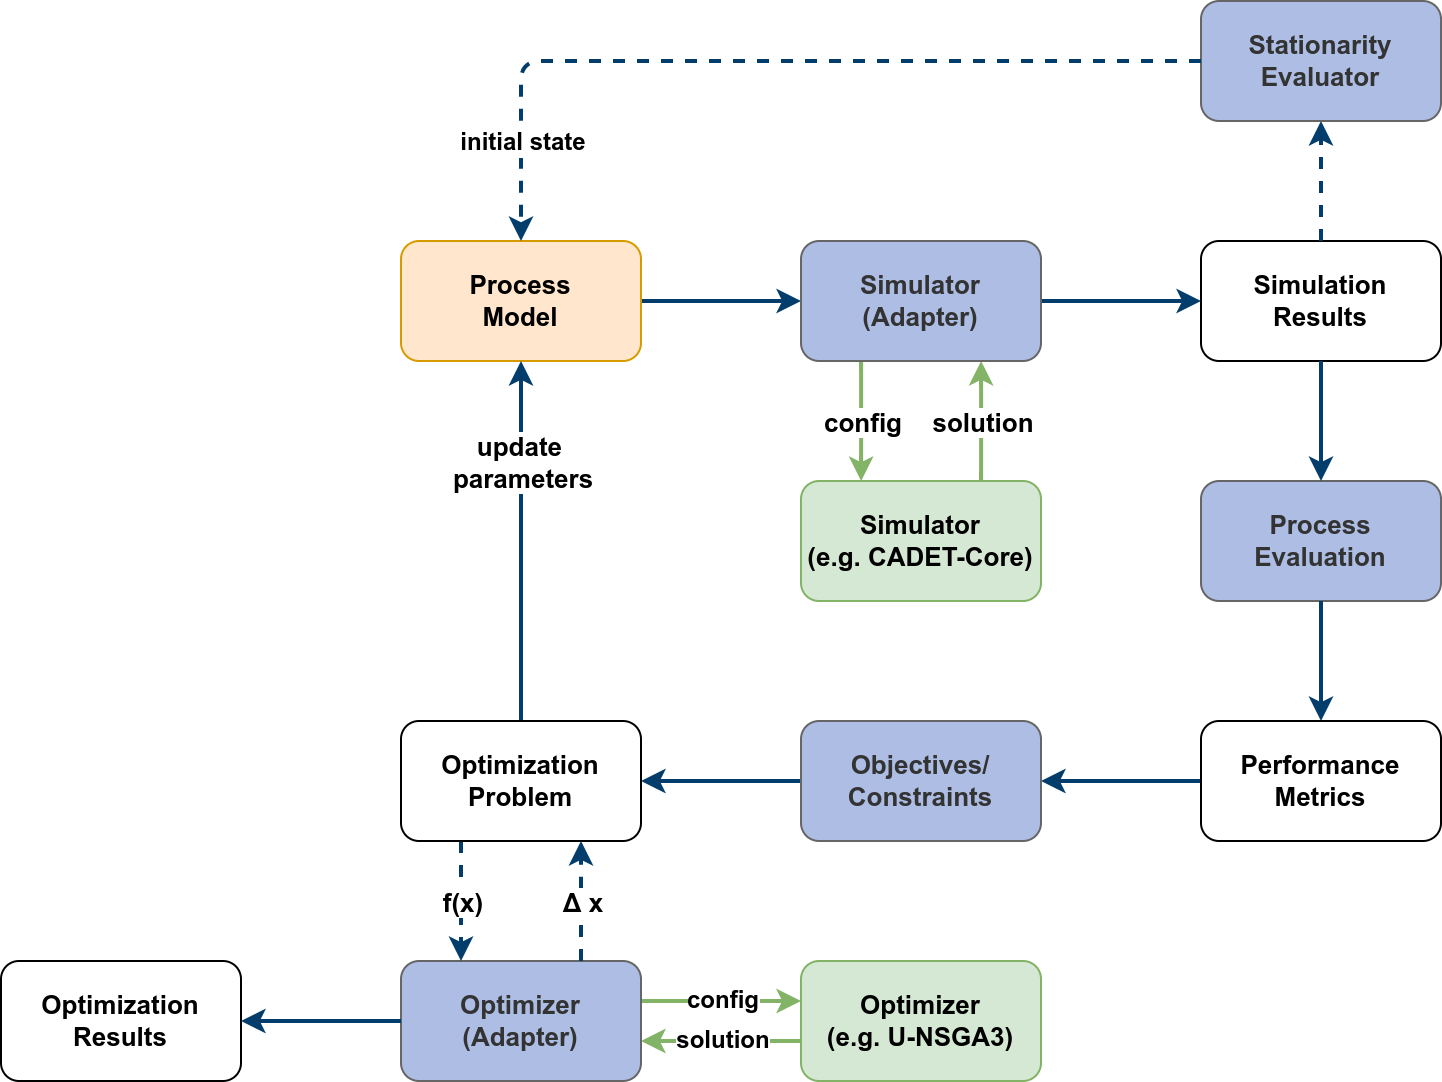 Stationarity
Evaluator
initial state
Process
Model
Simulator
(Adapter)
Simulation
Results
config
solution
update
parameters
Simulator
(e.g. CADET-Core)
Process
Evaluation
Optimization
Problem
Objectives/
Constraints
Performance
Metrics
f(x)
Δ x
Optimization
Results
Optimizer
(Adapter)
config
solution
Optimizer
(e.g. U-NSGA3)